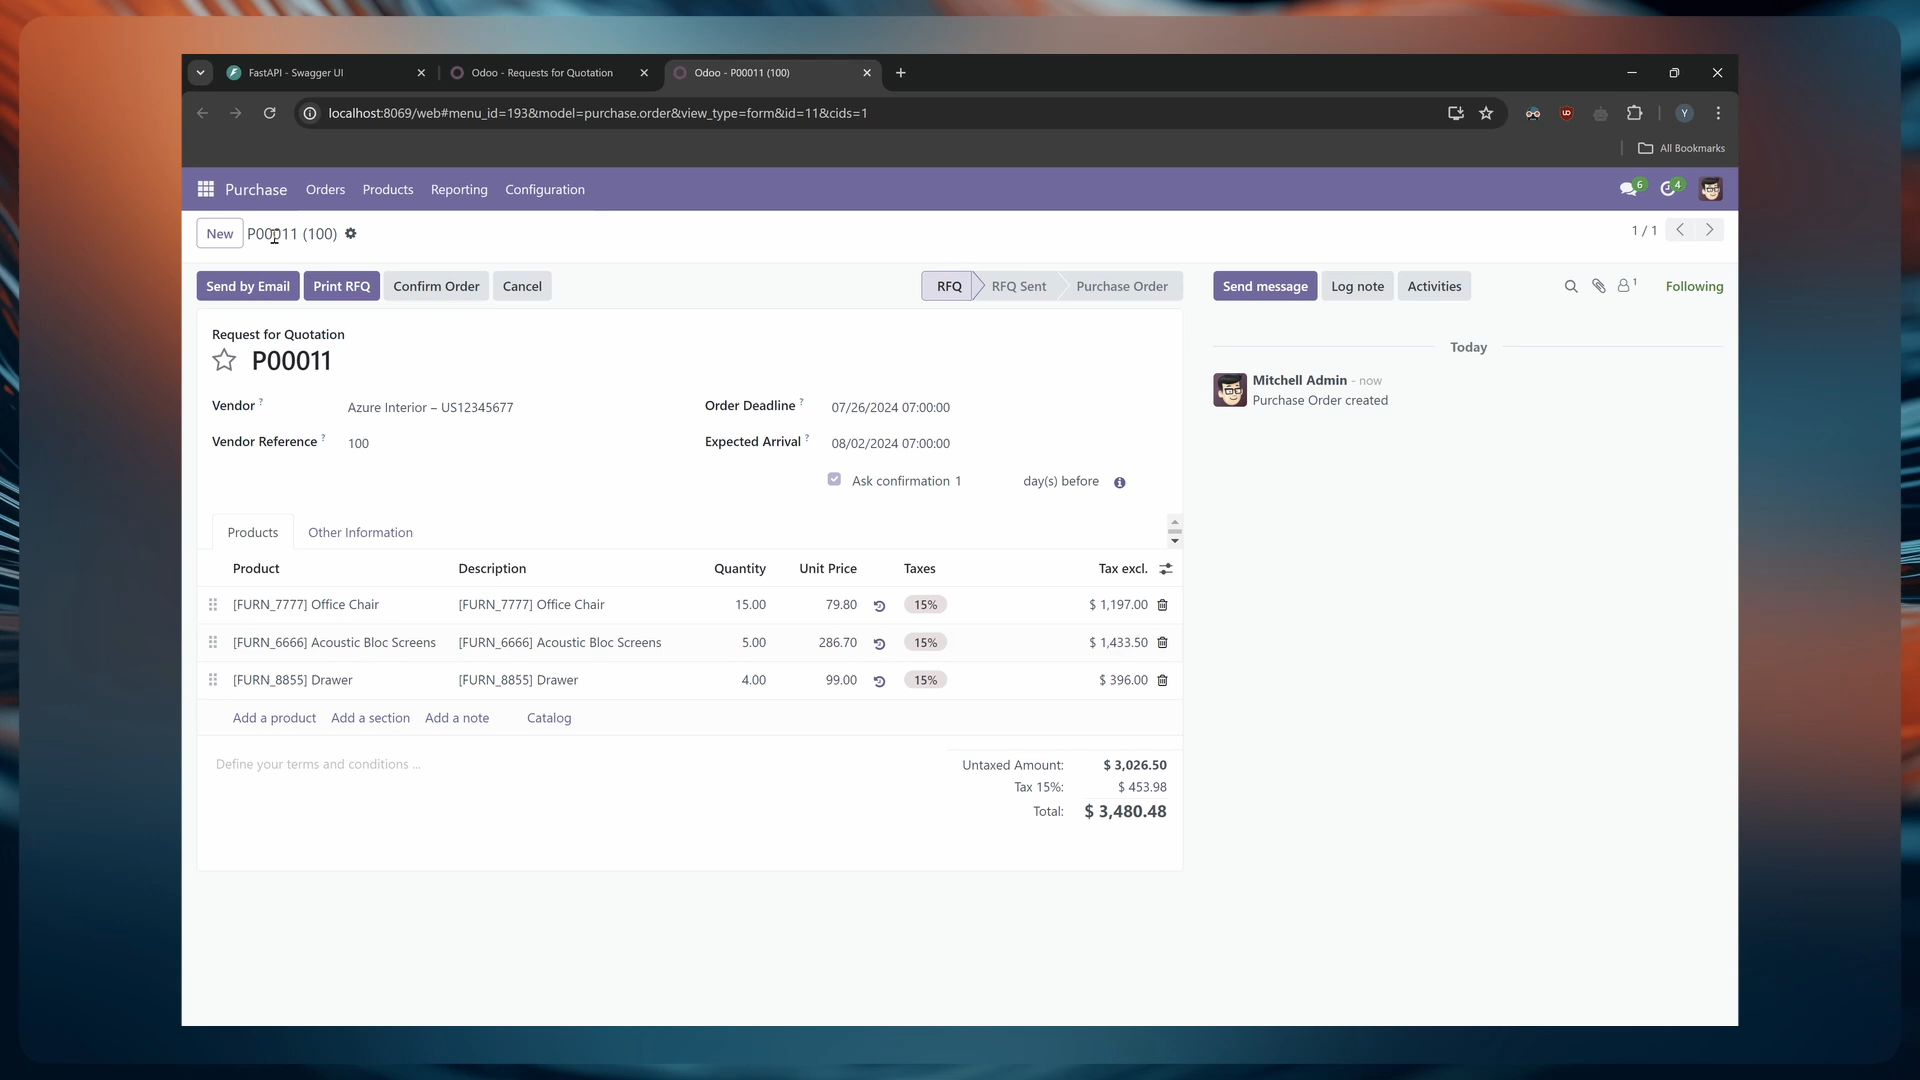 FastAPI - Swagger UI
Odoo - Requests for Quotation
Odoo - P00011 (100)
localhost:8069/web#menu_id=193&model=purchase.order&view_type=form&id=11&cids=1
Y
All Bookmarks
Purchase Orders Products Reporting Configuration
6 4
New P00011 (100)
1 / 1
Send by Email Print RFQ Confirm Order Cancel
RFQ RFQ Sent Purchase Order
Send message Log note Activities
1 Following
Request for Quotation
P00011
Vendor ? Azure Interior – US12345677
Order Deadline ? 07/26/2024 07:00:00
Vendor Reference ? 100
Expected Arrival ? 08/02/2024 07:00:00
Ask confirmation 1 day(s) before
Today
Mitchell Admin - now
Purchase Order created
Products Other Information
Product Description Quantity Unit Price Taxes Tax excl.
[FURN_7777] Office Chair [FURN_7777] Office Chair 15.00 79.80 15% $ 1,197.00
[FURN_6666] Acoustic Bloc Screens [FURN_6666] Acoustic Bloc Screens 5.00 286.70 15% $ 1,433.50
[FURN_8855] Drawer [FURN_8855] Drawer 4.00 99.00 15% $ 396.00
Add a product Add a section Add a note Catalog
Define your terms and conditions ...
Untaxed Amount: $ 3,026.50
Tax 15%: $ 453.98
Total: $ 3,480.48